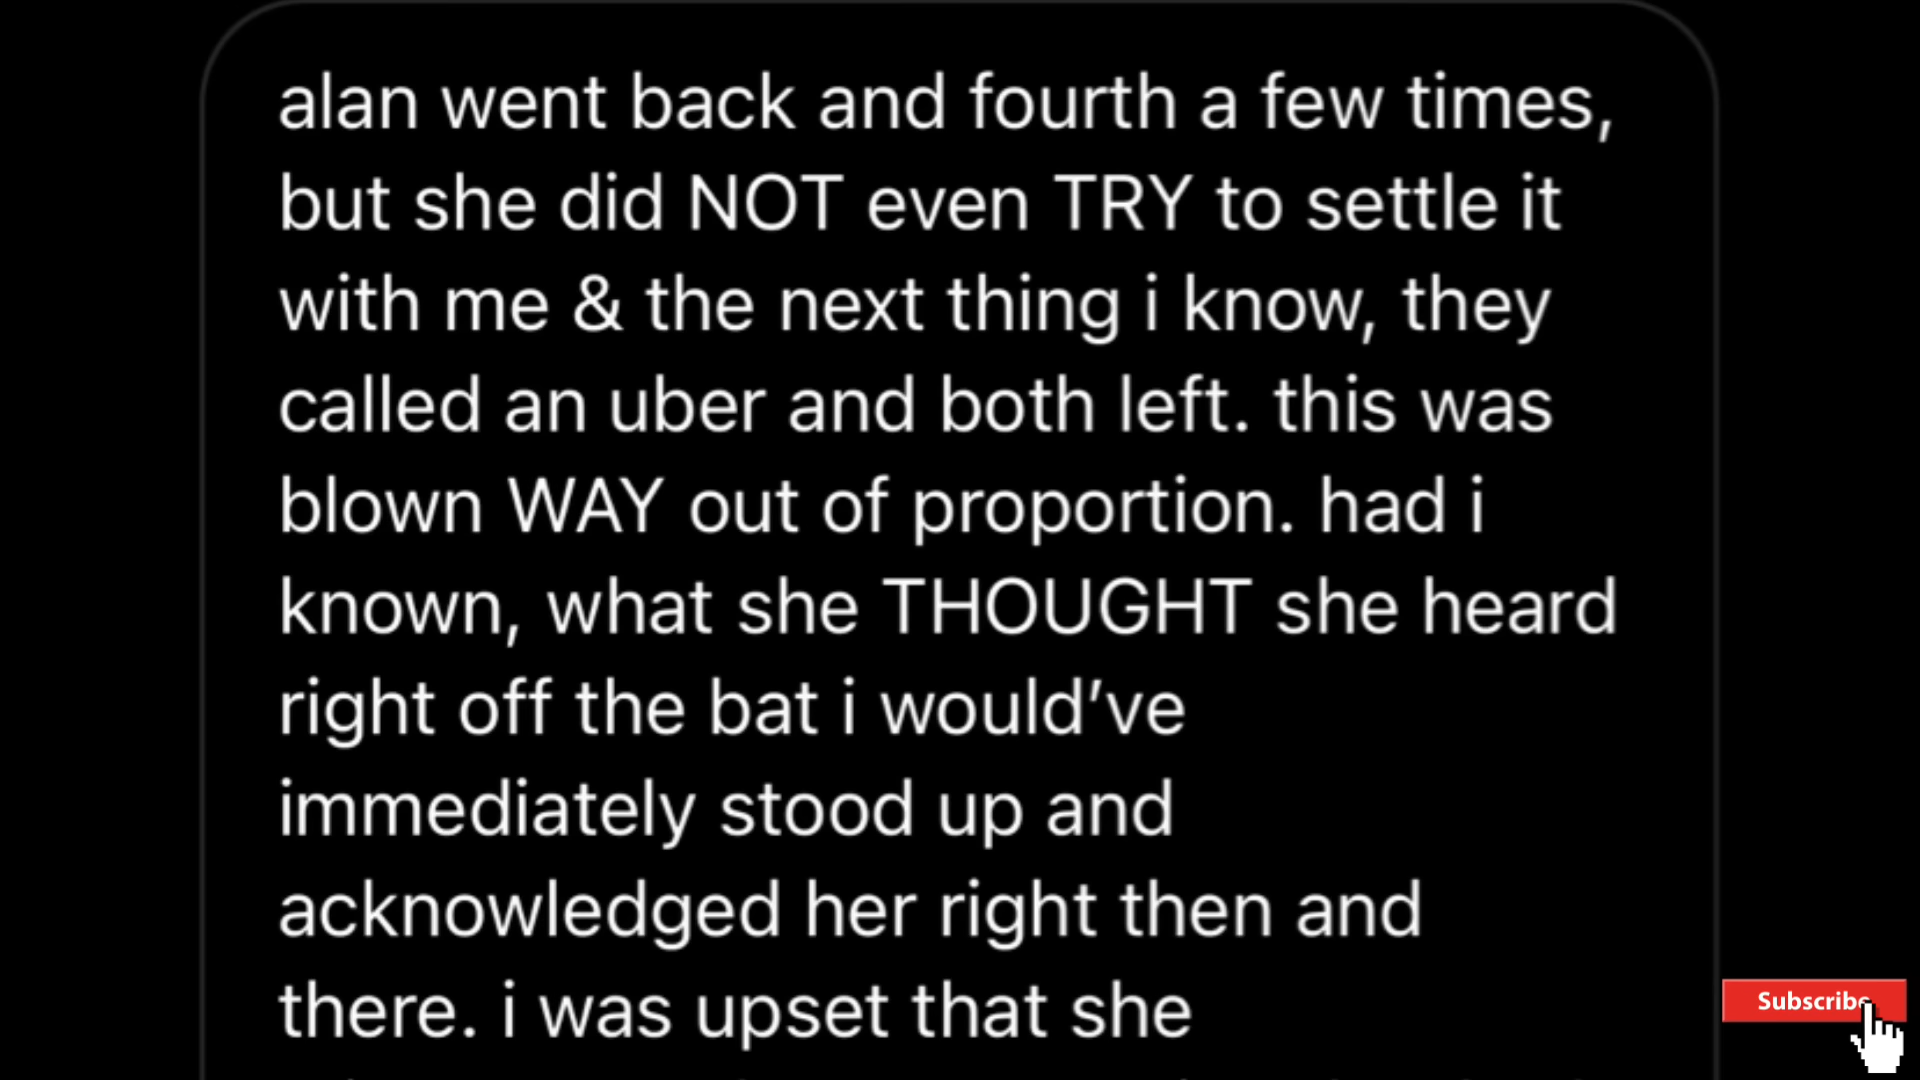 alan went back and fourth a few times,
but she did NOT even TRY to settle it
with me & the next thing i know, they
called an uber and both left. this was
blown WAY out of proportion. had i
known, what she THOUGHT she heard
right off the bat i would’ve
immediately stood up and
acknowledged her right then and
there. i was upset that she
Subscribe